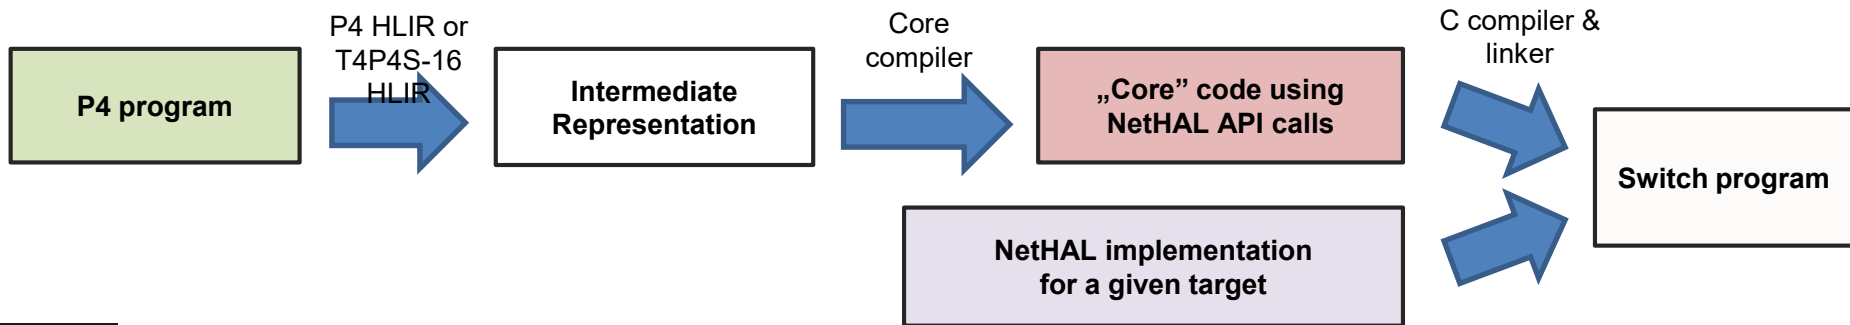 P4 program
P4 HLIR or
T4P4S-16
HLIR
Intermediate
Representation
Core
compiler
„Core” code using
NetHAL API calls
NetHAL implementation
for a given target
C compiler &
linker
Switch program